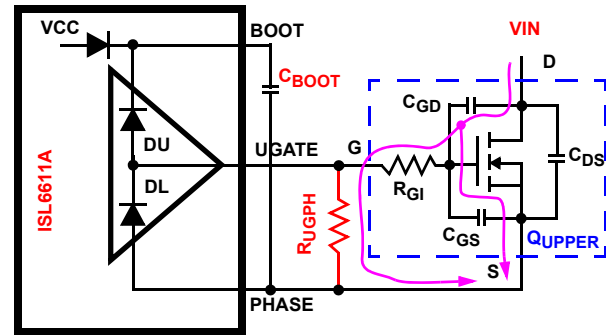 VCC
BOOT
VIN
D
CBOOT
CGD
DU
UGATE
G
CDS
DL
RGI
ISL6611A
RUGPH
CGS
QUPPER
S
PHASE